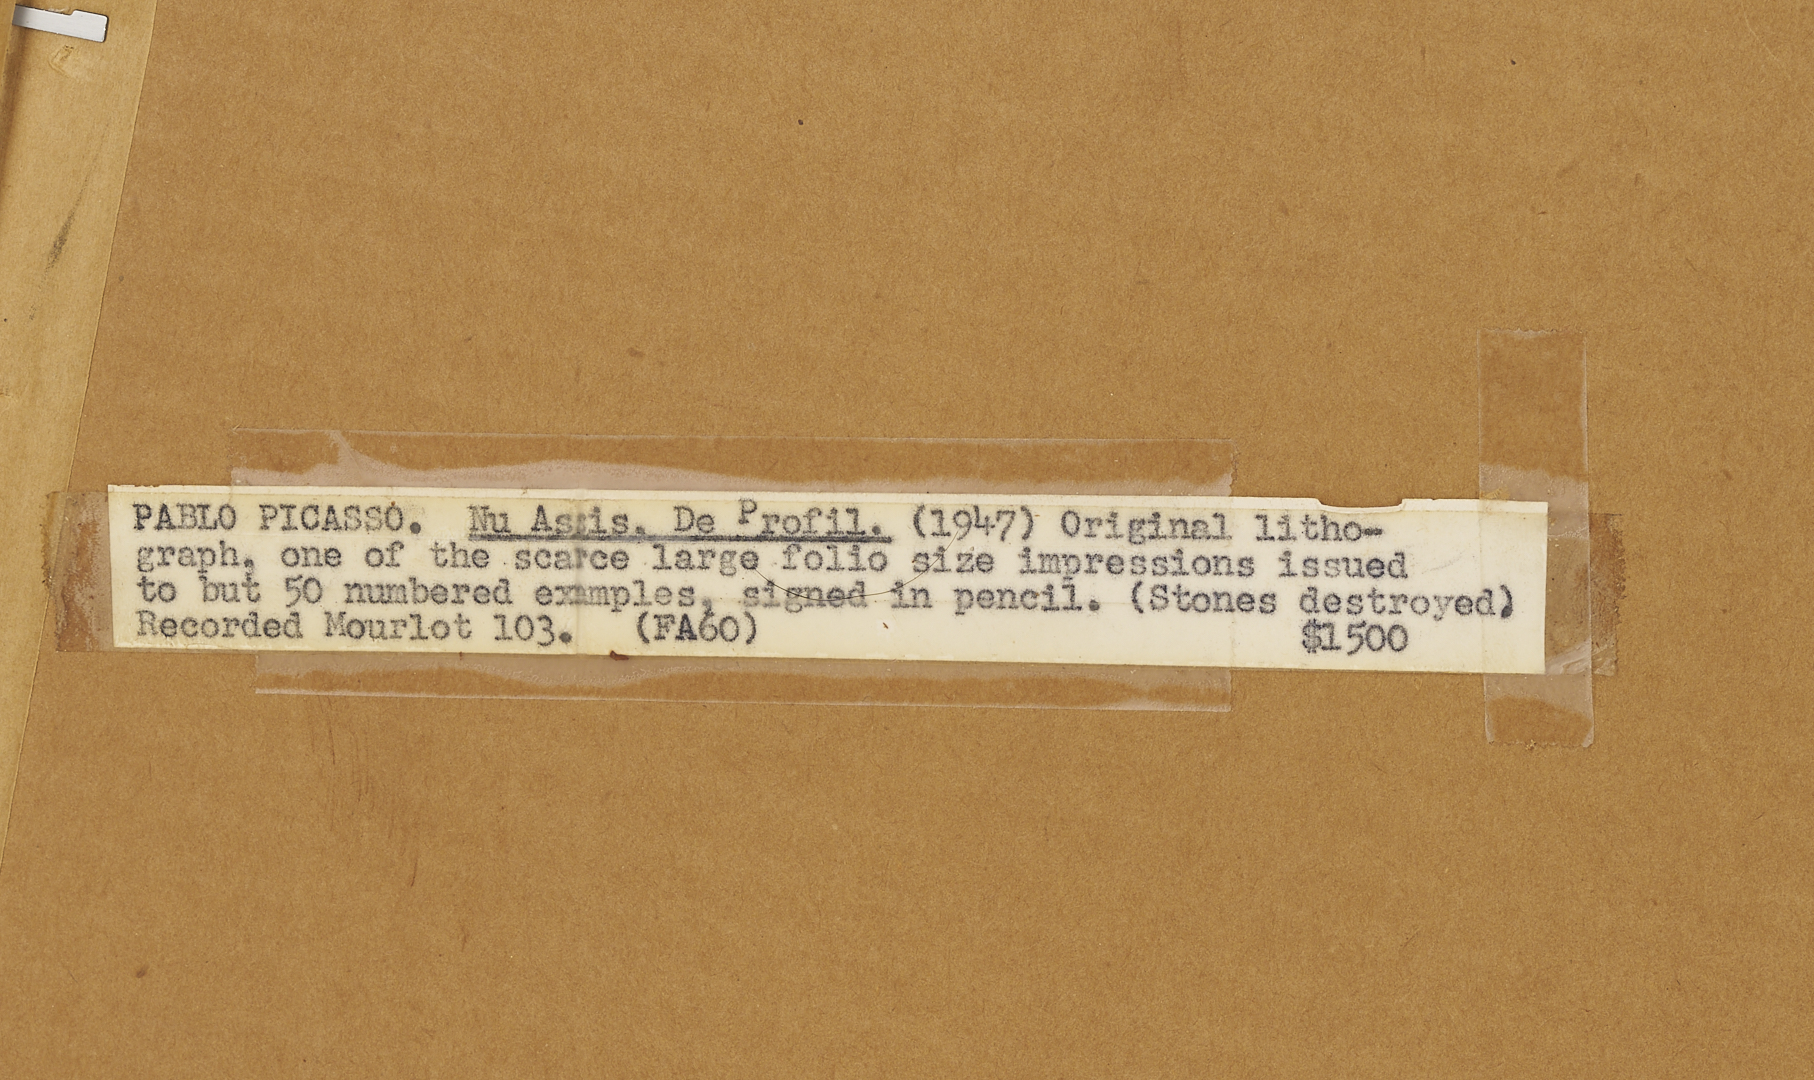 PABLO PICASSO. Nu Assis. De Profil. (1947) Original litho-
graph, one of the scarce large folio size impressions issued
to but 50 numbered examples, signed in pencil. (Stones destroyed)
Recorded Mourlot 103. (FA60) $1500